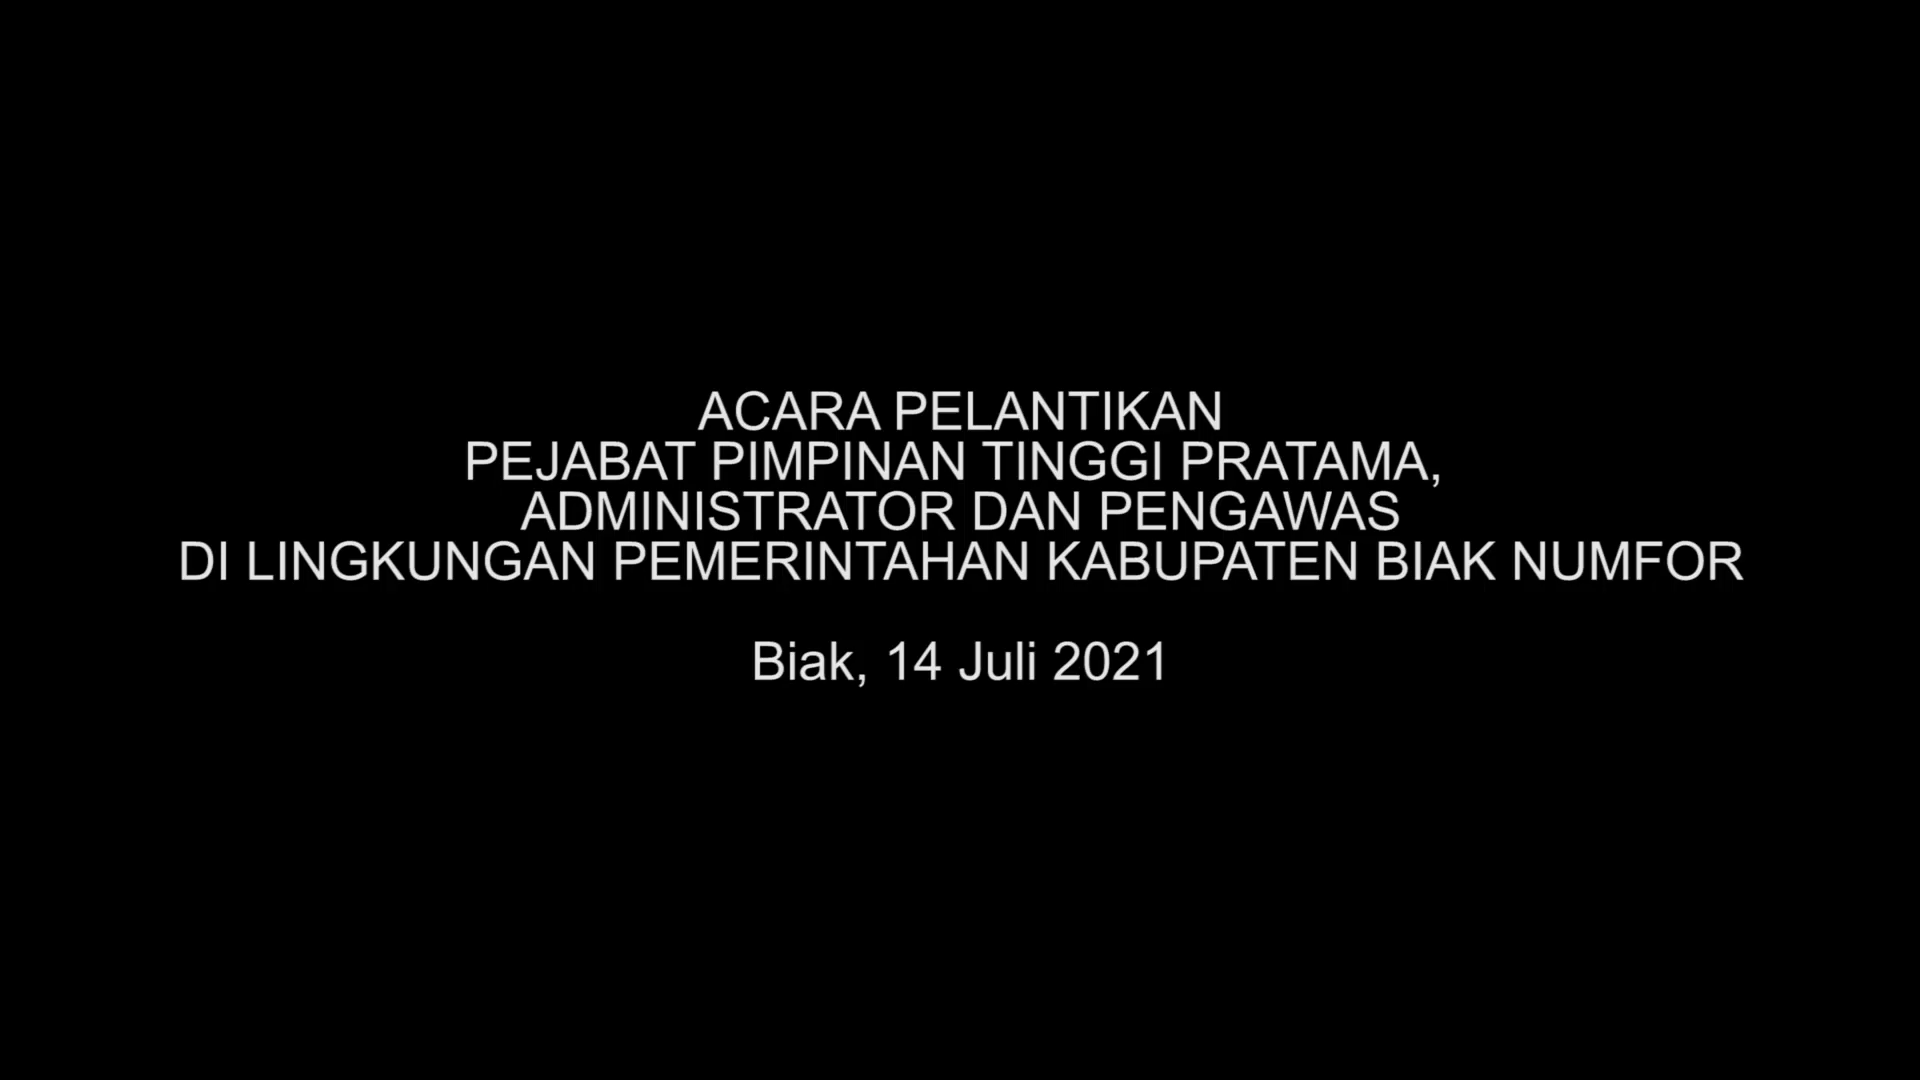 ACARA PELANTIKAN
PEJABAT PIMPINAN TINGGI PRATAMA,
ADMINISTRATOR DAN PENGAWAS
DI LINGKUNGAN PEMERINTAHAN KABUPATEN BIAK NUMFOR
Biak, 14 Juli 2021